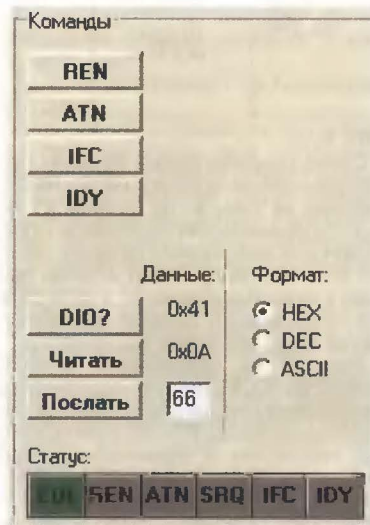 Команды
REN
ATN
IFC
IDY
Данные: Формат:
DIO? 0x41 HEX
Читать 0x0A DEC
ASCII
Послать 66
Статус:
REN ATN SRQ IFC IDY